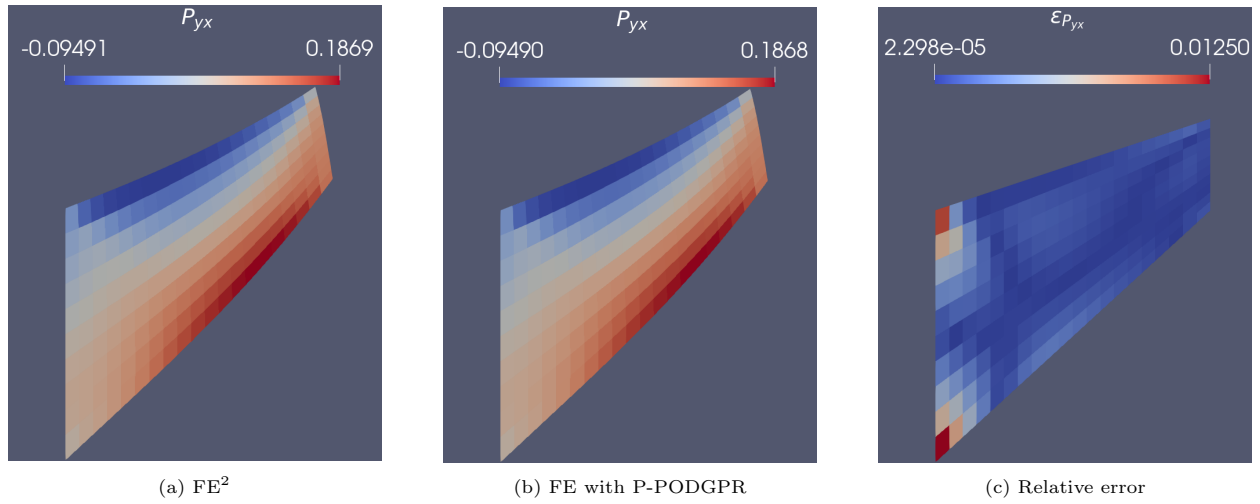 P_yx
-0.09491 0.1869
P_yx
-0.09490 0.1868
ε_P_yx
2.298e-05 0.01250
(a) FE²
(b) FE with P-PODGPR
(c) Relative error